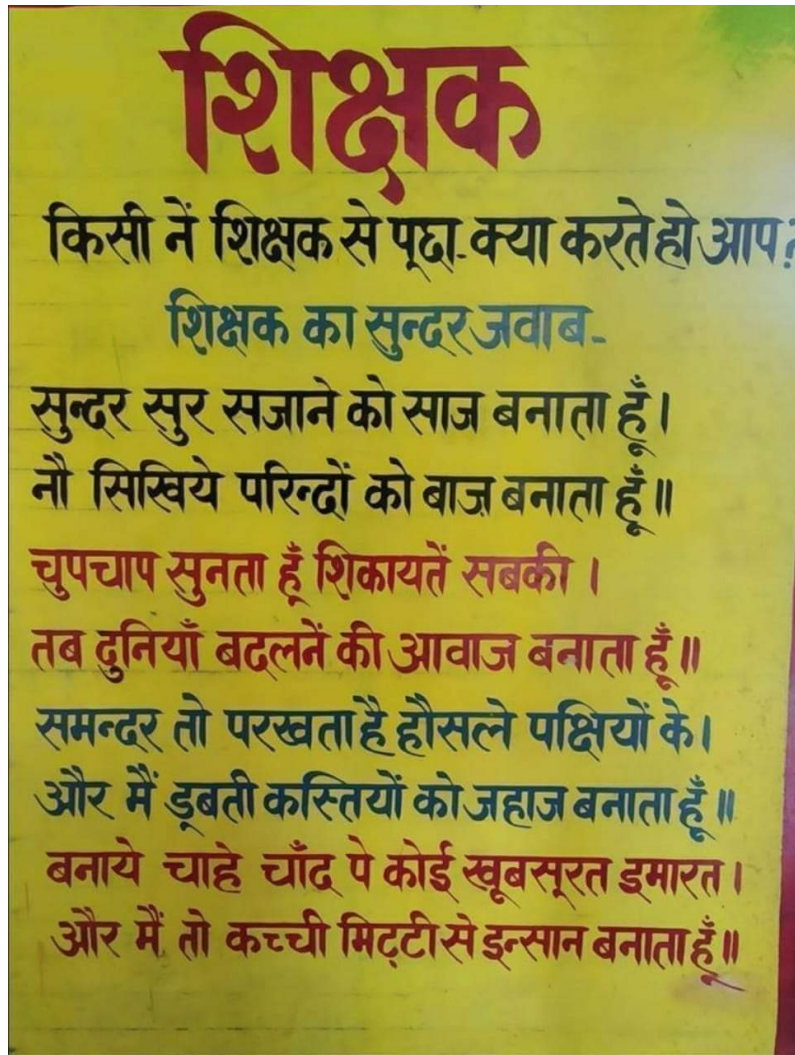 शिक्षक
किसी नें शिक्षक से पूछा-क्या करते हो आप?
शिक्षक का सुन्दर जवाब-
सुन्दर सुर सजाने को साज बनाता हूँ।
नौ सिखिये परिन्दों को बाज़ बनाता हूँ॥
चुपचाप सुनता हूँ शिकायतें सबकी।
तब दुनियाँ बदलनें की आवाज बनाता हूँ॥
समन्दर तो परखता है हौसले पक्षियों के।
और मैं डूबती कस्तियों को जहाज बनाता हूँ॥
बनाये चाहे चाँद पे कोई खूबसूरत इमारत।
और मैं तो कच्ची मिट्टी से इन्सान बनाता हूँ॥